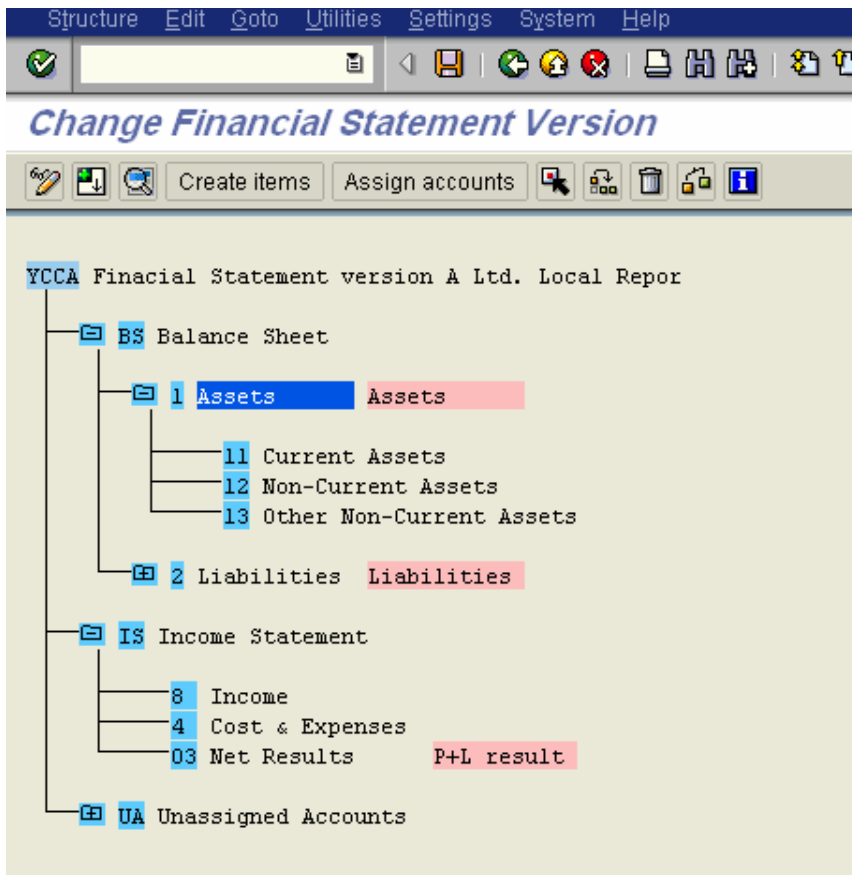 Structure Edit Goto Utilities Settings System Help
Change Financial Statement Version
Create items Assign accounts
YCCA Finacial Statement version A Ltd. Local Repor
BS Balance Sheet
1 Assets Assets
11 Current Assets
12 Non-Current Assets
13 Other Non-Current Assets
2 Liabilities Liabilities
IS Income Statement
8 Income
4 Cost & Expenses
03 Net Results P+L result
UA Unassigned Accounts